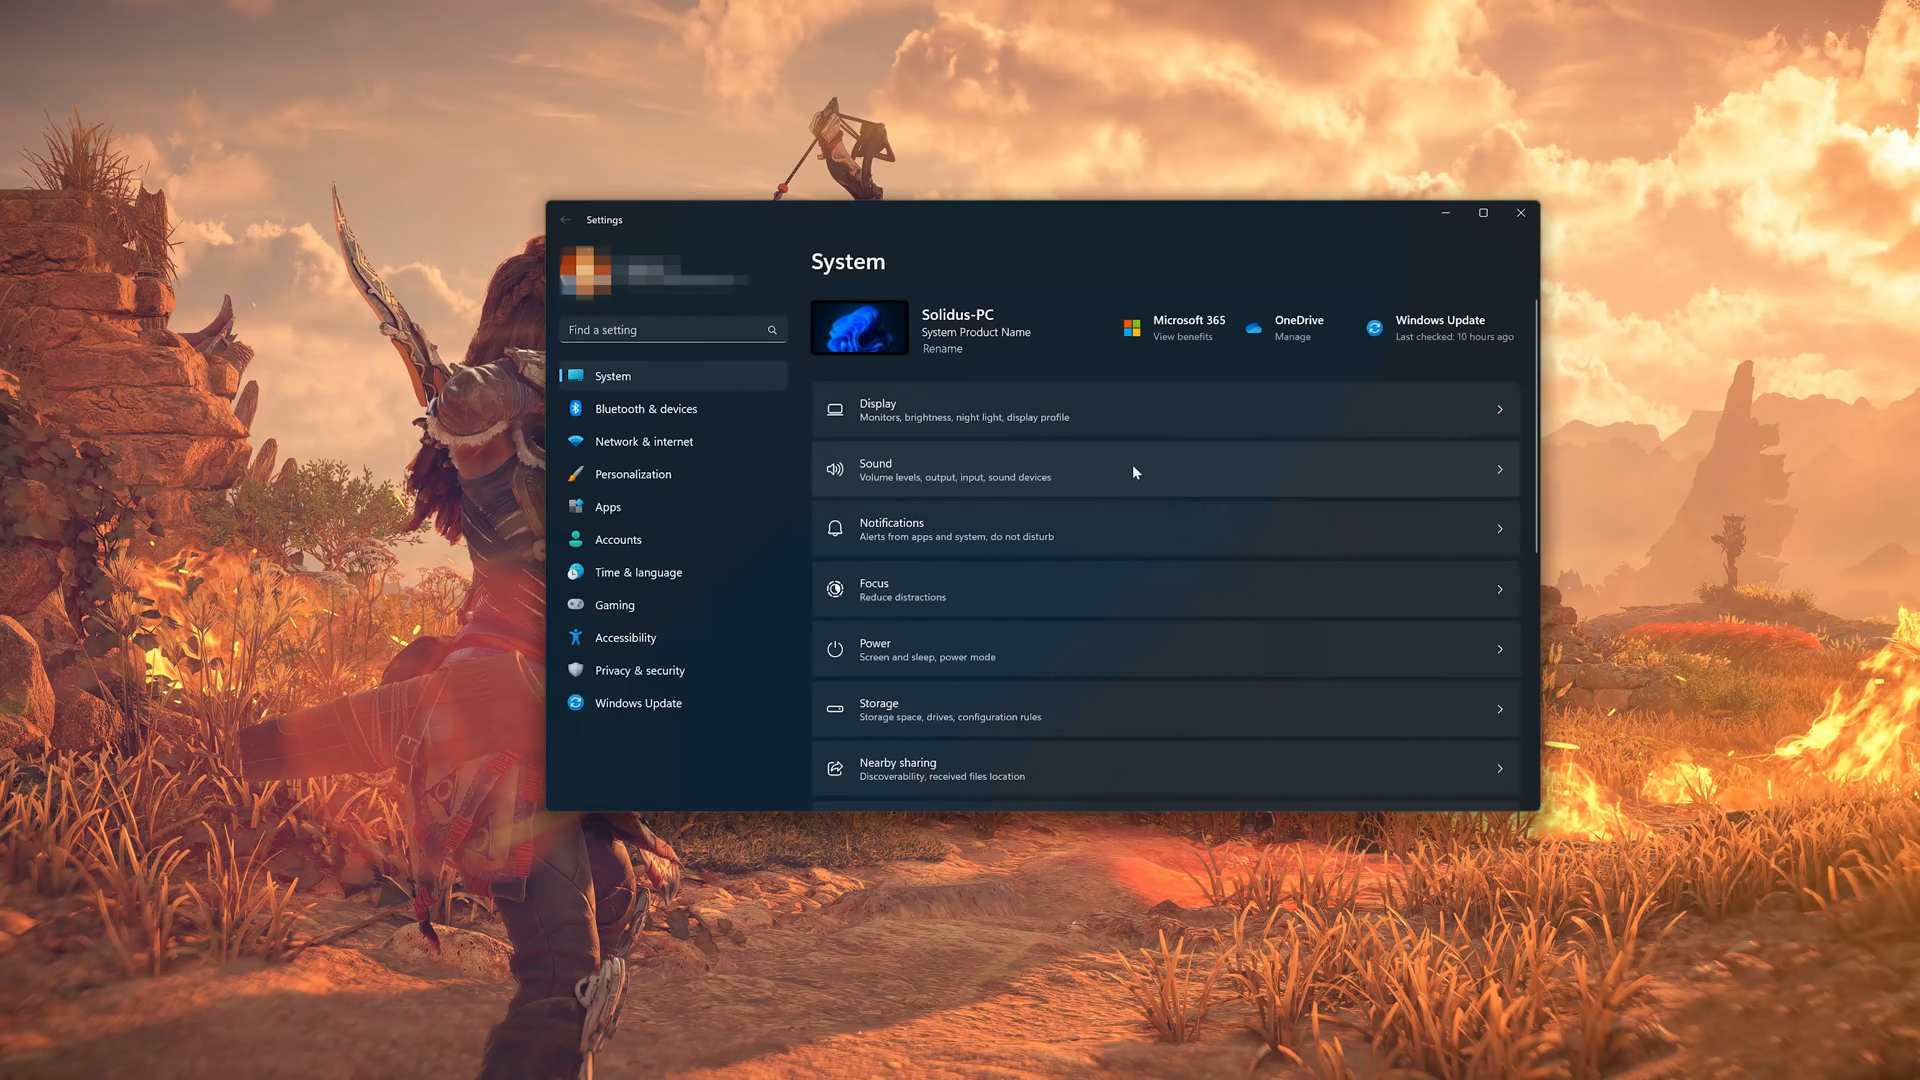 Settings
Find a setting
System
Bluetooth & devices
Network & internet
Personalization
Apps
Accounts
Time & language
Gaming
Accessibility
Privacy & security
Windows Update
System
Solidus-PC
System Product Name
Rename
Microsoft 365
View benefits
OneDrive
Manage
Windows Update
Last checked: 10 hours ago
Display
Monitors, brightness, night light, display profile
Sound
Volume levels, output, input, sound devices
Notifications
Alerts from apps and system, do not disturb
Focus
Reduce distractions
Power
Screen and sleep, power mode
Storage
Storage space, drives, configuration rules
Nearby sharing
Discoverability, received files location